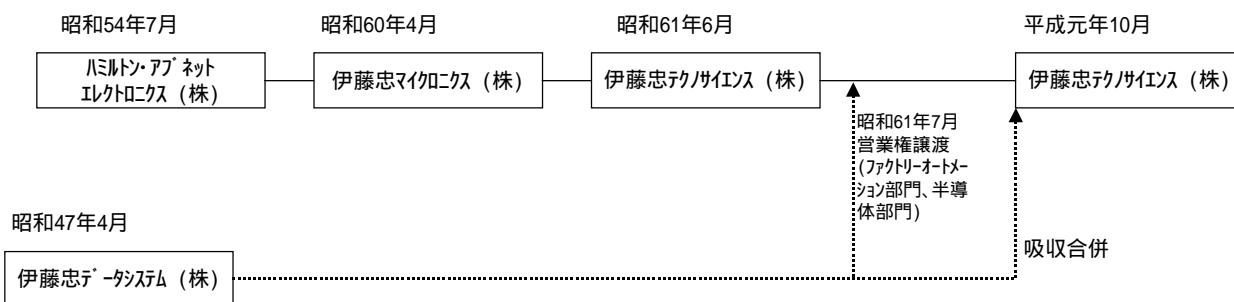 昭和54年7月
昭和60年4月
昭和61年6月
平成元年10月
ﾊﾐﾙﾄﾝ･ｱﾌﾞﾈｯﾄ
ｴﾚｸﾄﾛﾆｸｽ（株）
伊藤忠ﾏｲｸﾛﾆｸｽ（株）
伊藤忠ﾃｸﾉｻｲｴﾝｽ（株）
伊藤忠ﾃｸﾉｻｲｴﾝｽ（株）
昭和61年7月
営業権譲渡
(ﾌｧｸﾄﾘｰｵｰﾄﾒｰ
ｼｮﾝ部門、半導
体部門)
昭和47年4月
吸収合併
伊藤忠ﾃﾞｰﾀｼｽﾃﾑ（株）